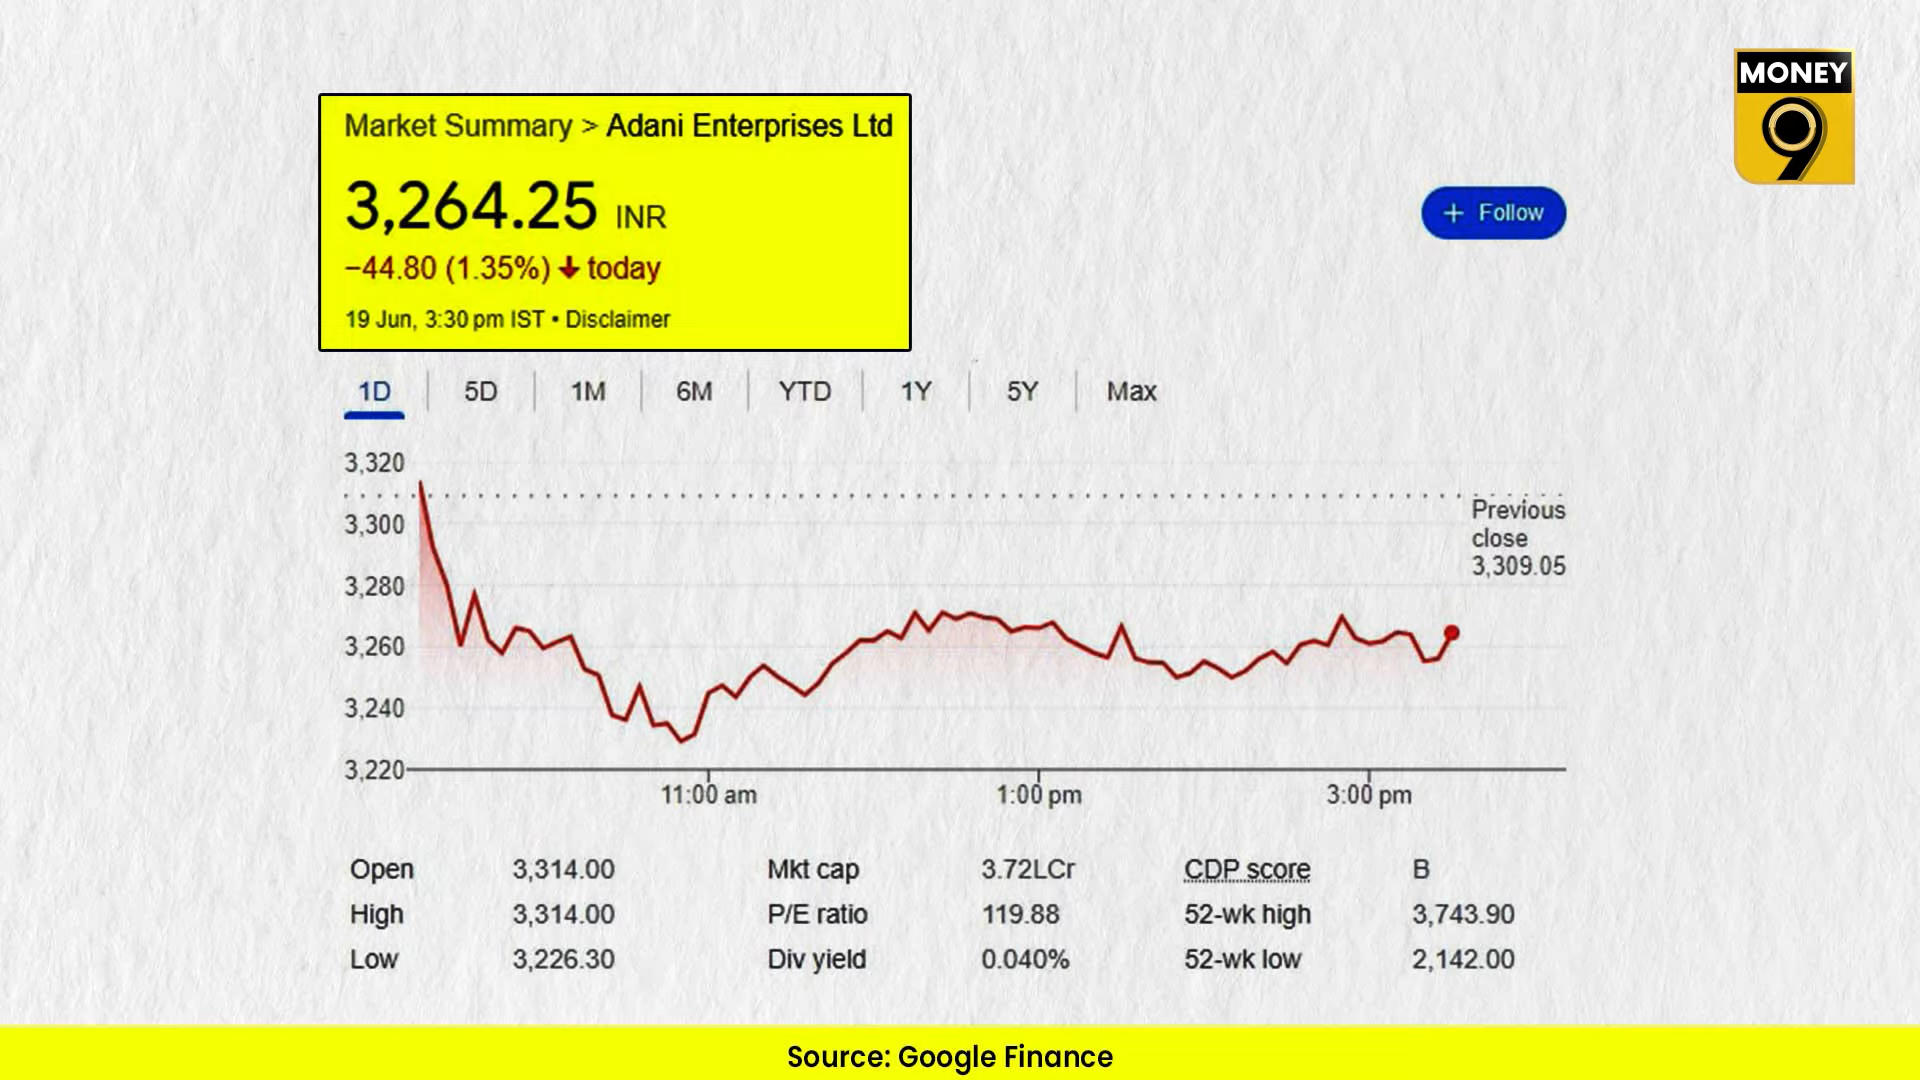 MONEY
9
Market Summary > Adani Enterprises Ltd
3,264.25 INR
−44.80 (1.35%) ↓ today
19 Jun, 3:30 pm IST • Disclaimer
+ Follow
1D 5D 1M 6M YTD 1Y 5Y Max
3,320
3,300
3,280
3,260
3,240
3,220
Previous
close
3,309.05
11:00 am 1:00 pm 3:00 pm
Open 3,314.00 Mkt cap 3.72LCr CDP score B
High 3,314.00 P/E ratio 119.88 52-wk high 3,743.90
Low 3,226.30 Div yield 0.040% 52-wk low 2,142.00
Source: Google Finance